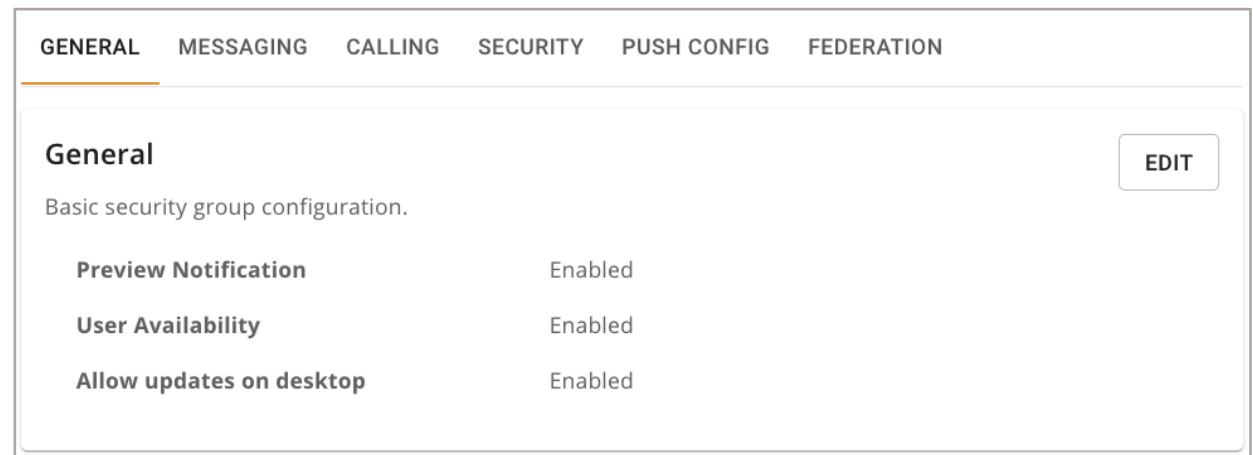 GENERAL MESSAGING CALLING SECURITY PUSH CONFIG FEDERATION
General
EDIT
Basic security group configuration.
Preview Notification Enabled
User Availability Enabled
Allow updates on desktop Enabled